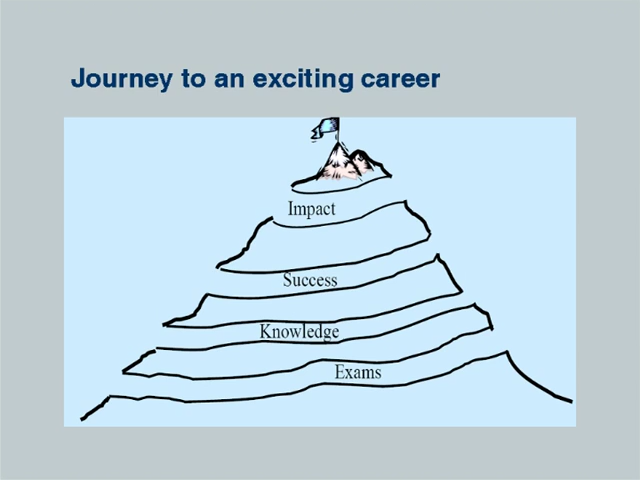 Journey to an exciting career
Impact
Success
Knowledge
Exams